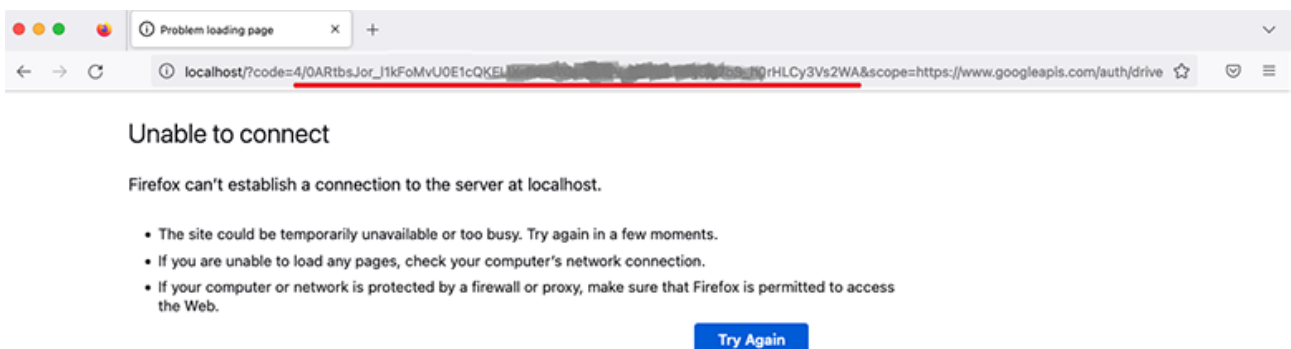 Problem loading page
localhost/?code=4/0ARtbsJor_I1kFoMvU0E1cQKEL rHLCy3Vs2WA&scope=https://www.googleapis.com/auth/drive
Unable to connect
Firefox can’t establish a connection to the server at localhost.
• The site could be temporarily unavailable or too busy. Try again in a few moments.
• If you are unable to load any pages, check your computer’s network connection.
• If your computer or network is protected by a firewall or proxy, make sure that Firefox is permitted to access
the Web.
Try Again